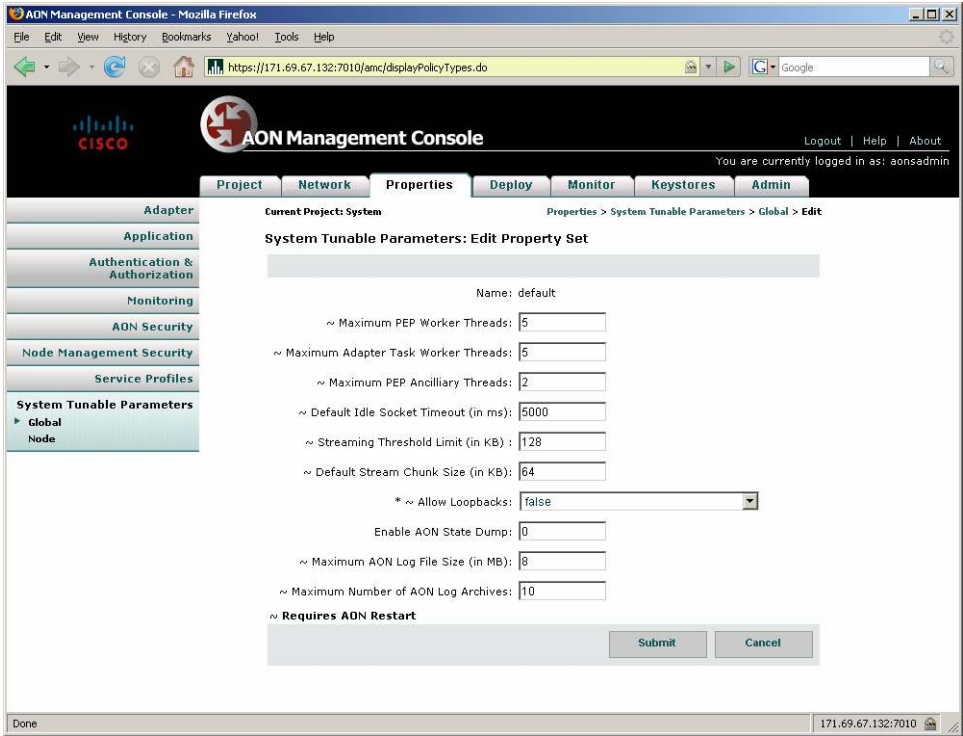 AON Management Console - Mozilla Firefox
File Edit View History Bookmarks Yahoo! Tools Help
https://171.69.67.132:7010/amc/displayPolicyTypes.do
G Google
CISCO
AON Management Console
Logout | Help | About
You are currently logged in as: aonsadmin
Project Network Properties Deploy Monitor Keystores Admin
Adapter
Application
Authentication &
Authorization
Monitoring
AON Security
Node Management Security
Service Profiles
System Tunable Parameters
Global
Node
Current Project: System
Properties > System Tunable Parameters > Global > Edit
System Tunable Parameters: Edit Property Set
Name: default
~ Maximum PEP Worker Threads: 5
~ Maximum Adapter Task Worker Threads: 5
~ Maximum PEP Ancilliary Threads: 2
~ Default Idle Socket Timeout (in ms): 5000
~ Streaming Threshold Limit (in KB) : 128
~ Default Stream Chunk Size (in KB): 64
* ~ Allow Loopbacks: false
Enable AON State Dump: 0
~ Maximum AON Log File Size (in MB): 8
~ Maximum Number of AON Log Archives: 10
~ Requires AON Restart
Submit Cancel
Done
171.69.67.132:7010